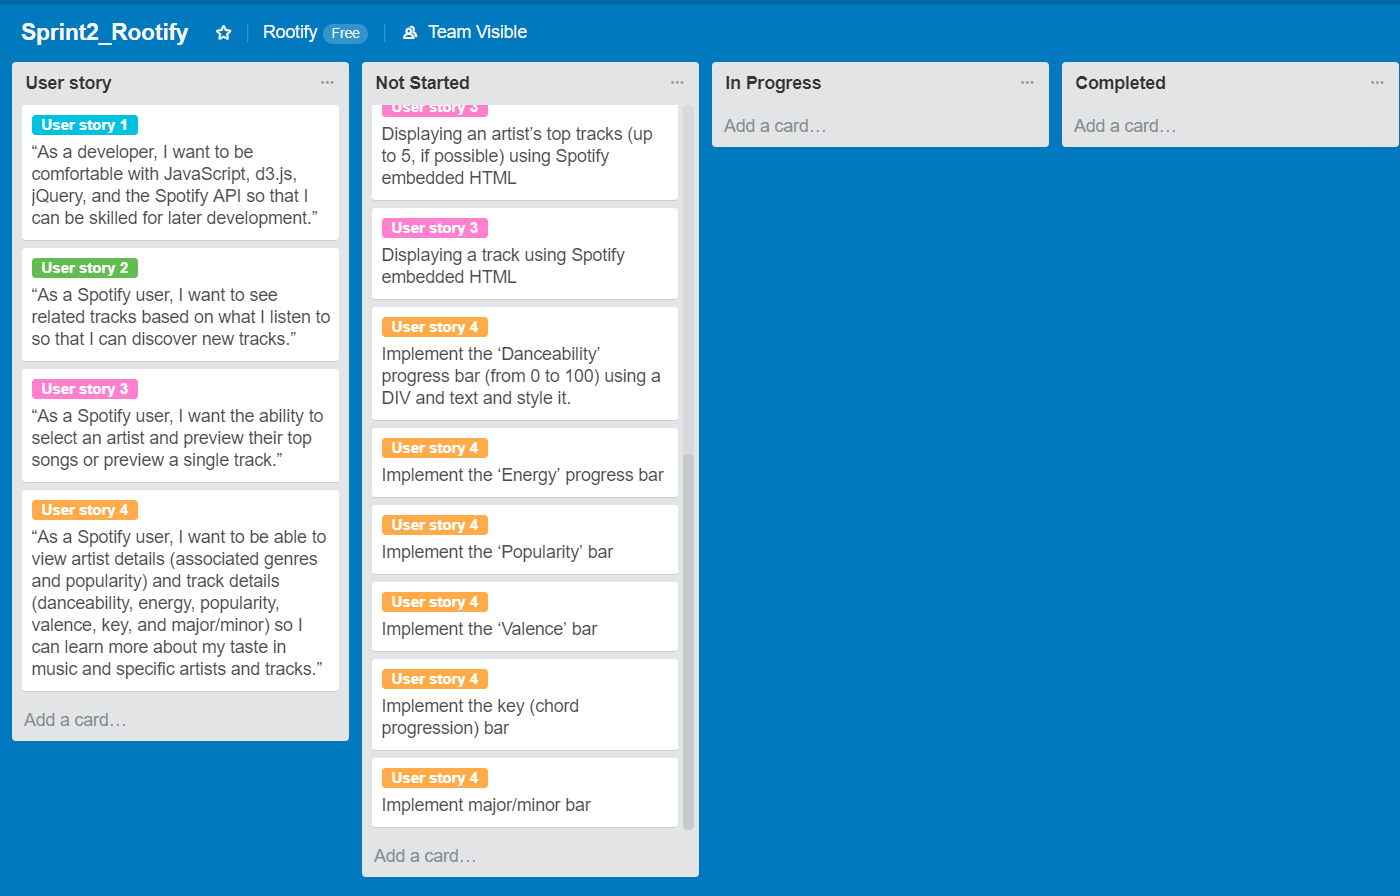 Sprint2_Rootify
Rootify Free
Team Visible
User story
User story 1
“As a developer, I want to be
comfortable with JavaScript, d3.js,
jQuery, and the Spotify API so that I
can be skilled for later development.”
User story 2
“As a Spotify user, I want to see
related tracks based on what I listen to
so that I can discover new tracks.”
User story 3
“As a Spotify user, I want the ability to
select an artist and preview their top
songs or preview a single track.”
User story 4
“As a Spotify user, I want to be able to
view artist details (associated genres
and popularity) and track details
(danceability, energy, popularity,
valence, key, and major/minor) so I
can learn more about my taste in
music and specific artists and tracks.”
Add a card…
Not Started
User story 3
Displaying an artist’s top tracks (up
to 5, if possible) using Spotify
embedded HTML
User story 3
Displaying a track using Spotify
embedded HTML
User story 4
Implement the ‘Danceability’
progress bar (from 0 to 100) using a
DIV and text and style it.
User story 4
Implement the ‘Energy’ progress bar
User story 4
Implement the ‘Popularity’ bar
User story 4
Implement the ‘Valence’ bar
User story 4
Implement the key (chord
progression) bar
User story 4
Implement major/minor bar
Add a card…
In Progress
Add a card…
Completed
Add a card…